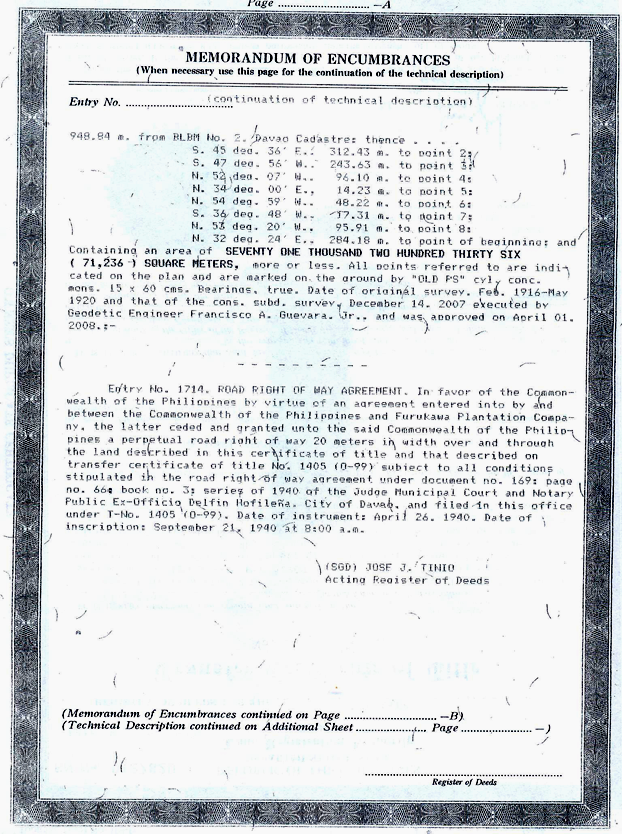 Page .......................... —A
MEMORANDUM OF ENCUMBRANCES
(When necessary use this page for the continuation of the technical description)
Entry No. ........................... (continuation of technical description)
948.84 m. from BLBM No. 2, Davao Cadastre; thence . . . .
S. 45 deg. 36' E., 312.43 m. to point 2;
S. 47 deg. 56' W., 243.63 m. to point 3;
N. 52 deg. 07' W., 96.10 m. to point 4;
N. 34 deg. 00' E., 14.23 m. to point 5;
N. 54 deg. 59' W., 48.22 m. to point 6;
S. 36 deg. 48' W., 17.31 m. to point 7;
N. 53 deg. 20' W., 95.91 m. to point 8;
N. 32 deg. 24' E., 284.18 m. to point of beginning; and
Containing an area of SEVENTY ONE THOUSAND TWO HUNDRED THIRTY SIX
( 71,236 ) SQUARE METERS, more or less. All points referred to are indi-
cated on the plan and are marked on the ground by "OLD PS" cyl. conc.
mons. 15 x 60 cms. Bearings, true. Date of original survey, Feb. 1916-May
1920 and that of the cons. subd. survey, December 14, 2007 executed by
Geodetic Engineer Francisco A. Guevara, Jr., and was approved on April 01,
2008.:-
- - - - - - - - -
Entry No. 1714. ROAD RIGHT OF WAY AGREEMENT. In favor of the Common-
wealth of the Philippines by virtue of an agreement entered into by and
between the Commonwealth of the Philippines and Furukawa Plantation Compa-
ny, the latter ceded and granted unto the said Commonwealth of the Philip-
pines a perpetual road right of way 20 meters in width over and through
the land described in this certificate of title and that described on
transfer certificate of title No. 1405 (0-99) subject to all conditions
stipulated in the road right of way agreement under document no. 169; page
no. 66; book no. 3; series of 1940 of the Judge Municipal Court and Notary
Public Ex-Officio Delfin Hofileña, City of Davao, and filed in this office
under T-No. 1405 (0-99). Date of instrument: April 26, 1940. Date of
inscription: September 21, 1940 at 8:00 a.m.
(SGD) JOSE J. TINIO
Acting Register of Deeds
(Memorandum of Encumbrances continued on Page .......................... —B)
(Technical Description continued on Additional Sheet .................... Page .................... —)
Register of Deeds